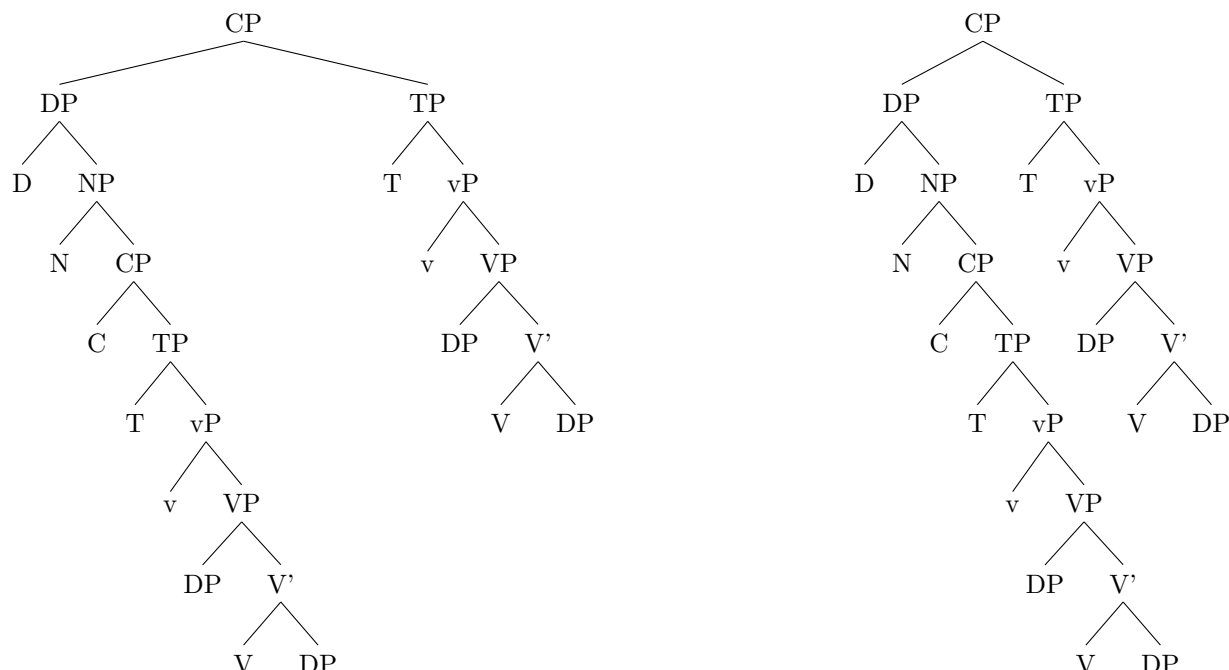 CP CP
DP TP DP TP
D NP T vP D NP T vP
N CP v VP N CP v VP
C TP DP V' C TP DP V'
T vP V DP T vP V DP
v VP v VP
DP V' DP V'
V DP V DP